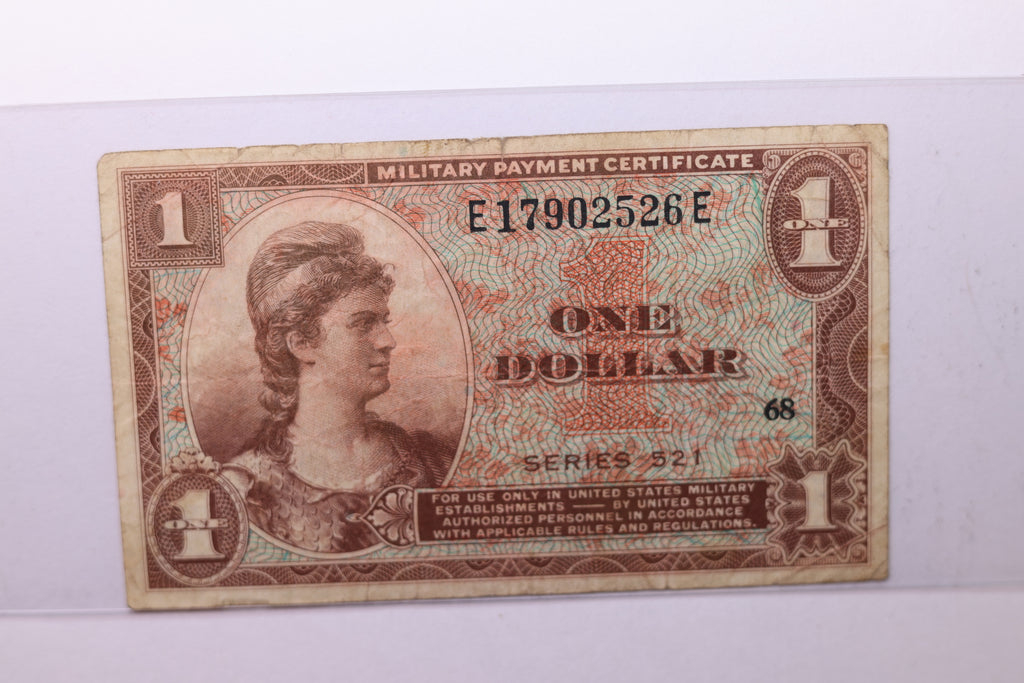 MILITARY PAYMENT CERTIFICATE
1
E17902526E
1
ONE
ONE
DOLLAR
68
SERIES 521
1
ONE
FOR USE ONLY IN UNITED STATES MILITARY
ESTABLISHMENTS — BY UNITED STATES
AUTHORIZED PERSONNEL IN ACCORDANCE
WITH APPLICABLE RULES AND REGULATIONS.
1